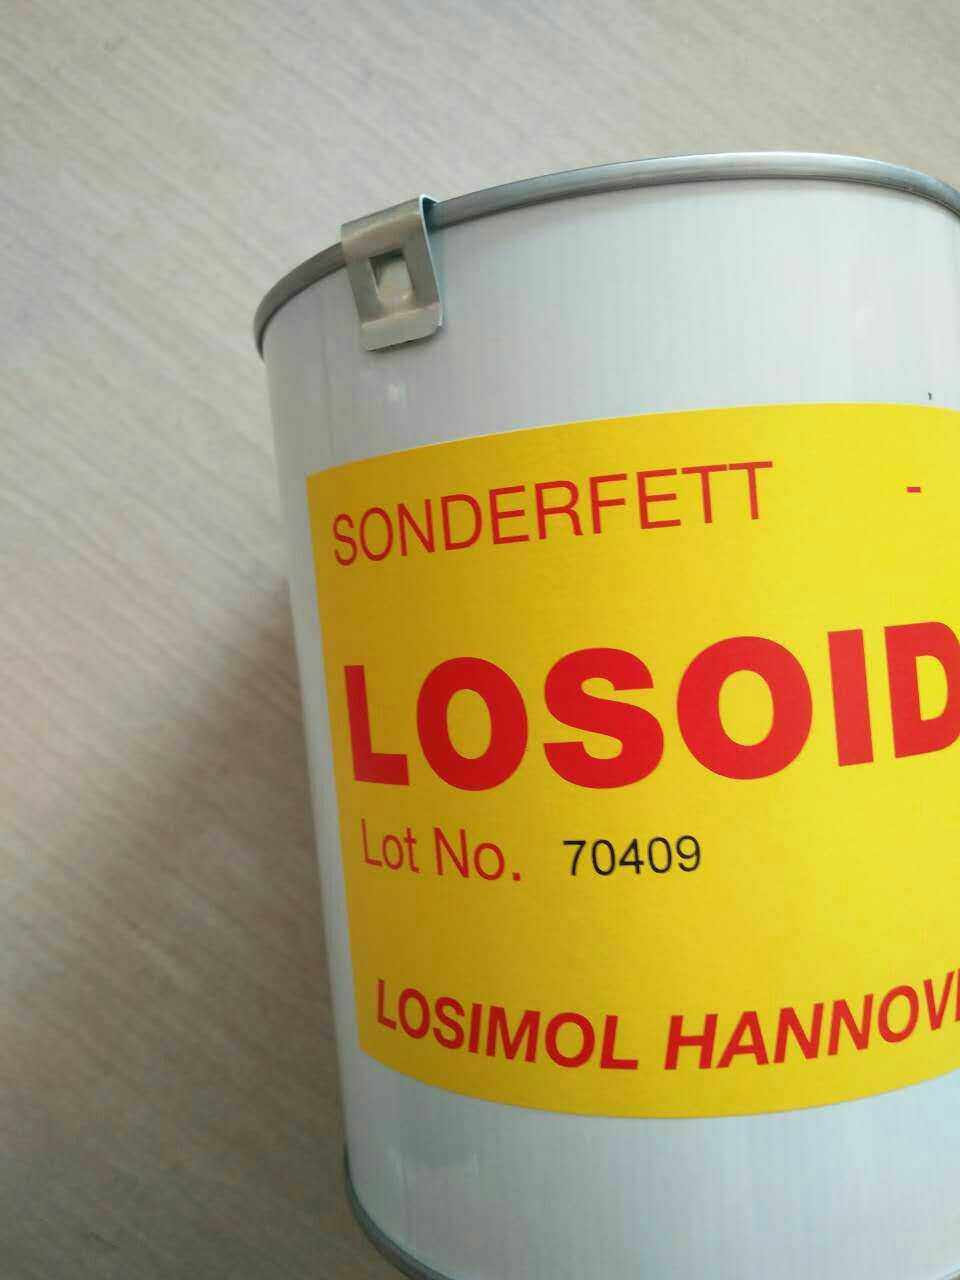 SONDERFETT -
LOSOID
Lot No. 70409
LOSIMOL HANNOV